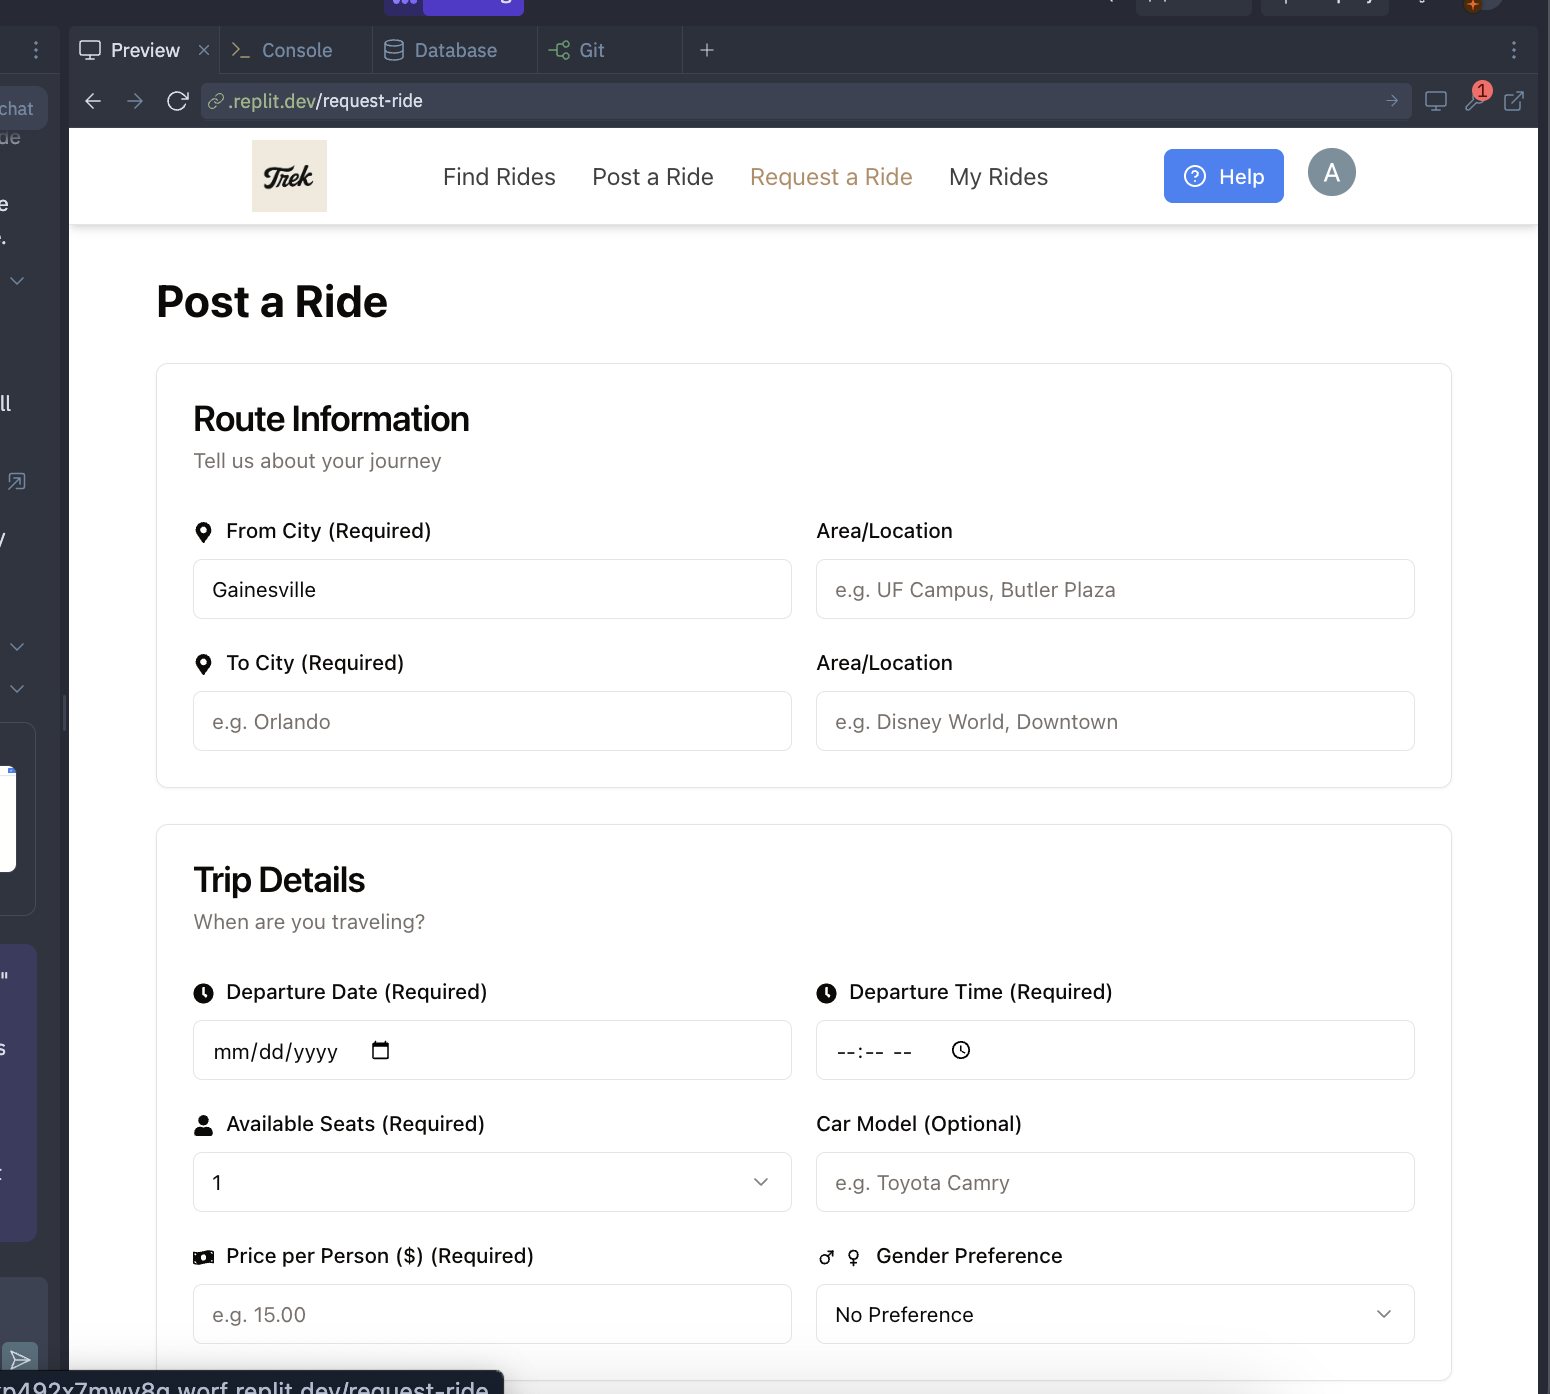 Preview
Console
Database
Git
chat
.replit.dev/request-ride
1
de
Trek
Find Rides
Post a Ride
Request a Ride
My Rides
Help
A
e
.
Post a Ride
ll
Route Information
Tell us about your journey
From City (Required)
Area/Location
y
Gainesville
e.g. UF Campus, Butler Plaza
To City (Required)
Area/Location
e.g. Orlando
e.g. Disney World, Downtown
Trip Details
When are you traveling?
"
Departure Date (Required)
Departure Time (Required)
s
mm/dd/yyyy
--:-- --
Available Seats (Required)
Car Model (Optional)
1
e.g. Toyota Camry
Price per Person ($) (Required)
Gender Preference
e.g. 15.00
No Preference
p492x7mwy8g.worf.replit.dev/request-ride